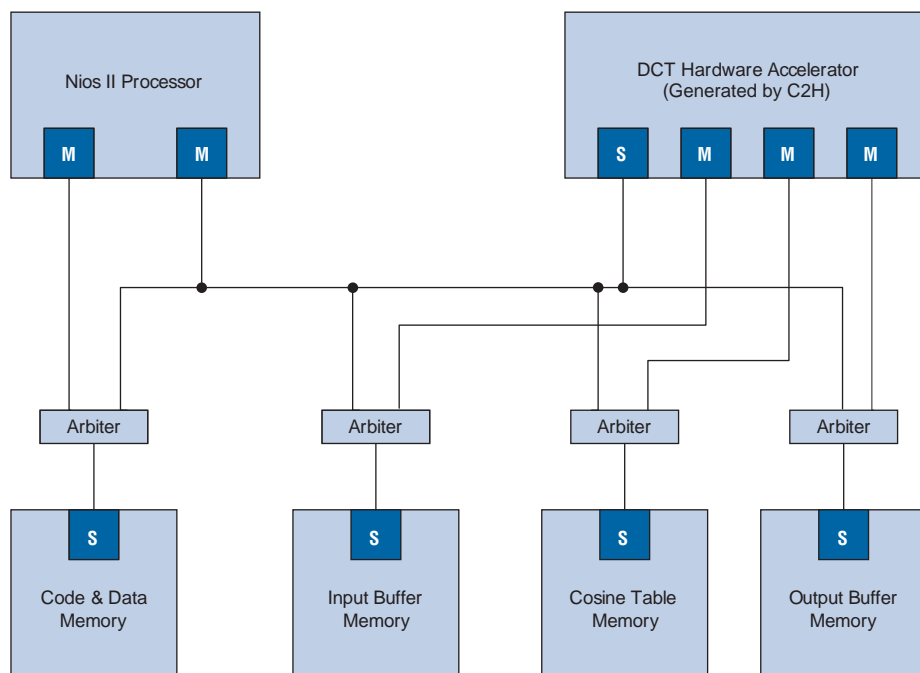 Nios II Processor
DCT Hardware Accelerator
(Generated by C2H)
M
M
S
M
M
M
Arbiter
Arbiter
Arbiter
Arbiter
S
S
S
S
Code & Data
Memory
Input Buffer
Memory
Cosine Table
Memory
Output Buffer
Memory